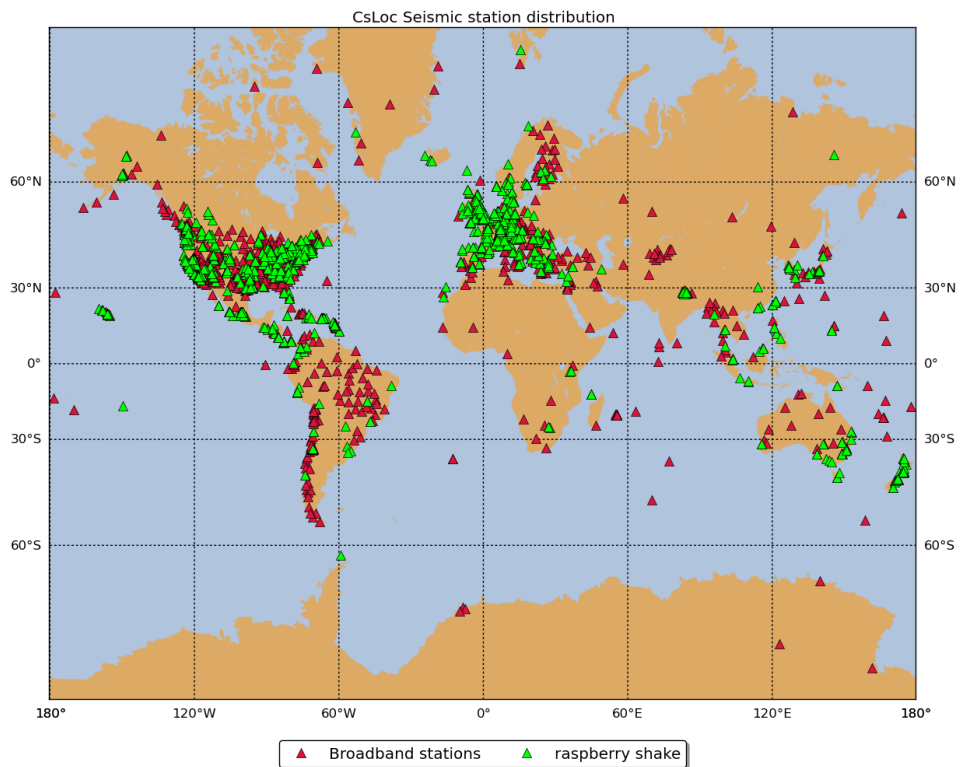 CsLoc Seismic station distribution
60°N 60°N
30°N 30°N
0° 0°
30°S 30°S
60°S 60°S
180° 120°W 60°W 0° 60°E 120°E 180°
Broadband stations raspberry shake